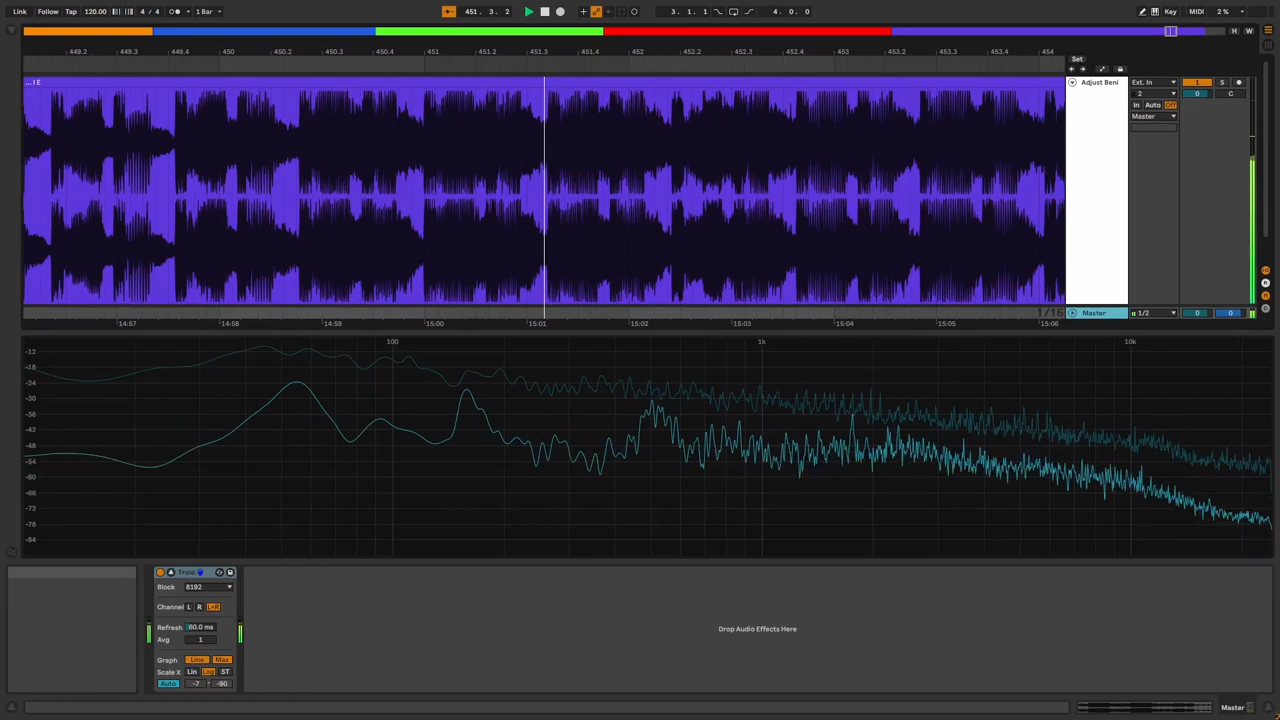 Link Follow Tap 120.00 4 / 4 1 Bar 451. 3. 2 3. 1. 1 4. 0. 0 Key MIDI 2 %
H W
449.2 449.3 449.4 450 450.2 450.3 450.4 451 451.2 451.3 451.4 452 452.2 452.3 452.4 453 453.2 453.3 453.4 454
Set
... I E
Adjust Beni Ext. In 1 S
2 0 C
In Auto Off
Master
1/16
Master 1/2 0 0
14:57 14:58 14:59 15:00 15:01 15:02 15:03 15:04 15:05 15:06
100 1k 10k
-12
-18
-24
-30
-36
-42
-48
-54
-60
-66
-72
-78
-84
Block 8192
Channel L R L+R
Refresh 60.0 ms
Avg 1
Drop Audio Effects Here
Graph Line Max
Scale X Lin Log ST
Auto -7 -90
Master